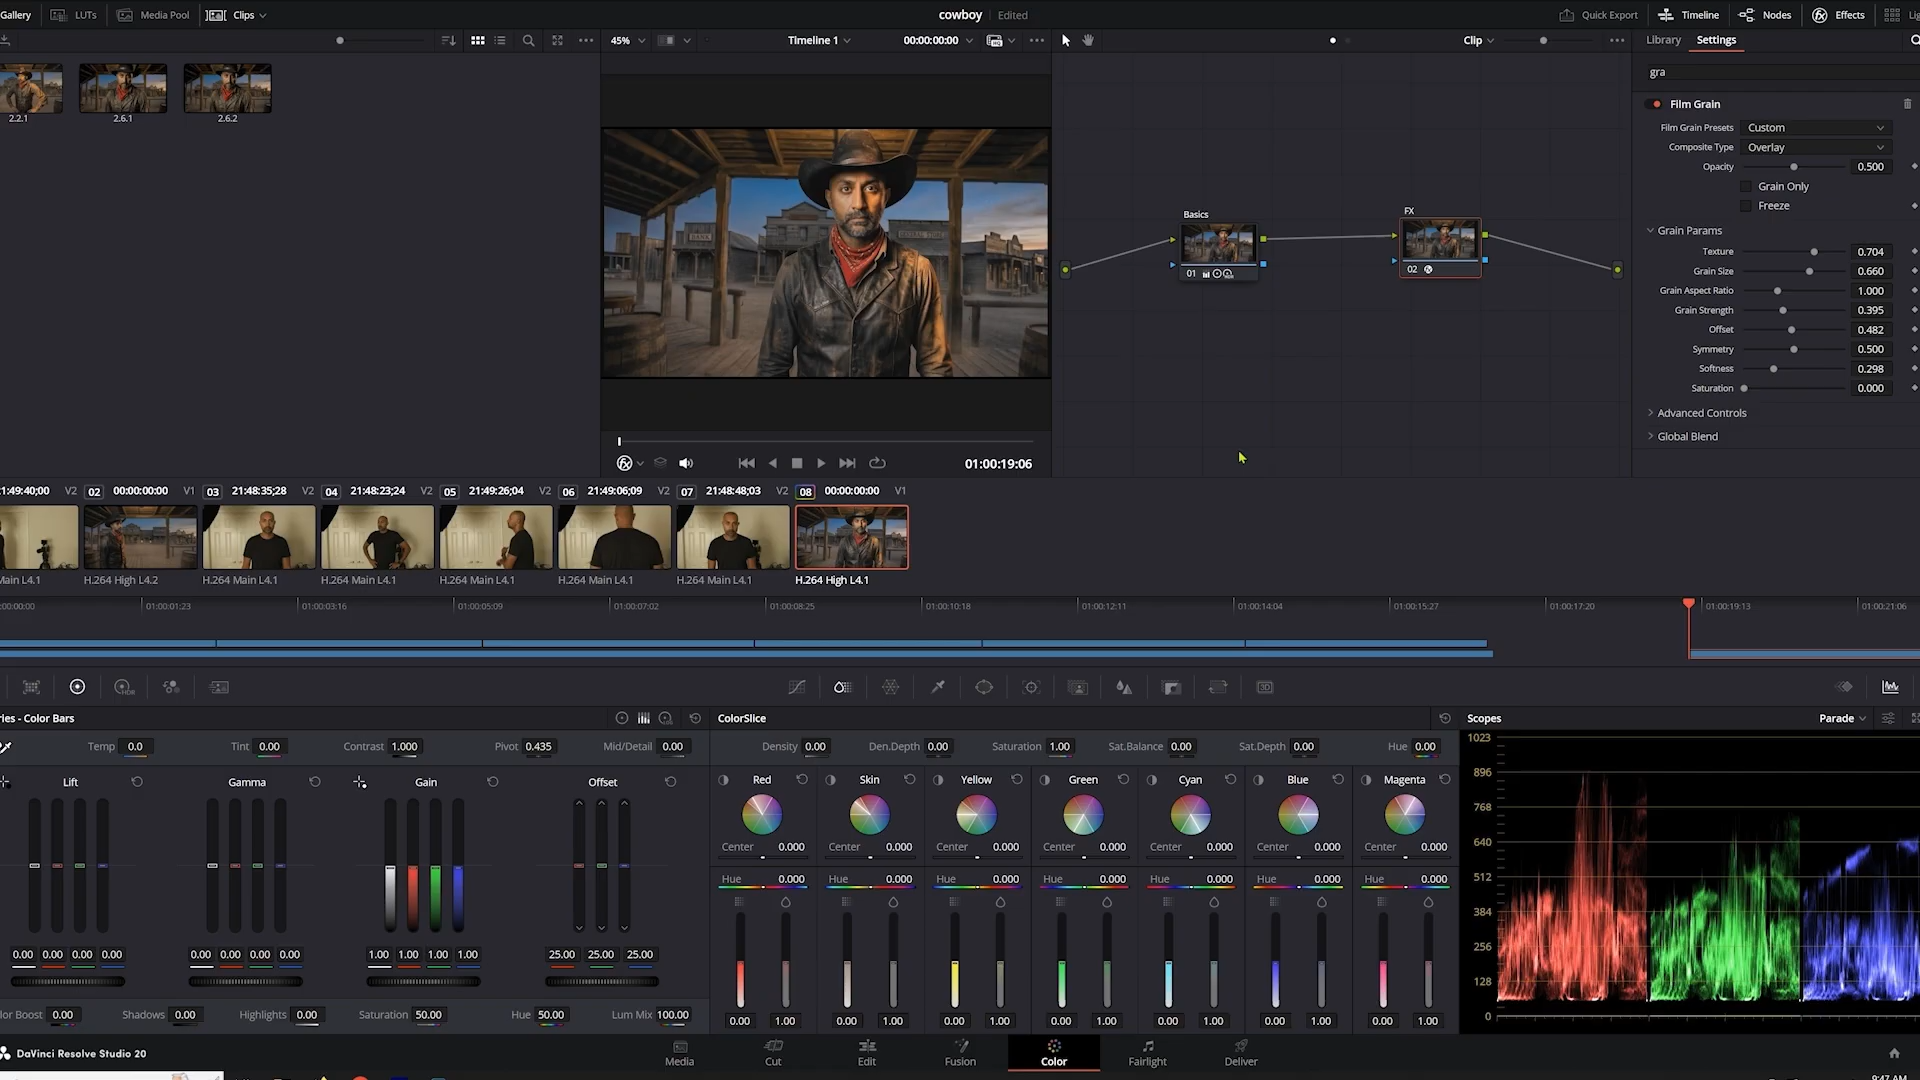 Gallery LUTs Media Pool Clips cowboy Edited Quick Export Timeline Nodes Effects
45% Timeline 1 00:00:00:00 Clip Library Settings
gra
2.2.1 2.6.1 2.6.2
Film Grain
Film Grain Presets Custom
Composite Type Overlay
Opacity 0.500
Grain Only
Freeze
Grain Params
Texture 0.704
Grain Size 0.660
Grain Aspect Ratio 1.000
Grain Strength 0.395
Offset 0.482
Symmetry 0.500
Softness 0.298
Saturation 0.000
Advanced Controls
Global Blend
BANK GENERAL STORE
Basics FX
01 02
01:00:19:06
1:49:40;00 V2 02 00:00:00:00 V1 03 21:48:35;28 V2 04 21:48:23;24 V2 05 21:49:26;04 V2 06 21:49:06;09 V2 07 21:48:48;03 V2 08 00:00:00:00 V1
Main L4.1 H.264 High L4.2 H.264 Main L4.1 H.264 Main L4.1 H.264 Main L4.1 H.264 Main L4.1 H.264 Main L4.1 H.264 High L4.1
:00:00:00 01:00:01:23 01:00:03:16 01:00:05:09 01:00:07:02 01:00:08:25 01:00:10:18 01:00:12:11 01:00:14:04 01:00:15:27 01:00:17:20 01:00:19:13 01:00:21:06
HDR 3D
ries - Color Bars ColorSlice Scopes Parade
Temp 0.0 Tint 0.00 Contrast 1.000 Pivot 0.435 Mid/Detail 0.00
Density 0.00 Den.Depth 0.00 Saturation 1.00 Sat.Balance 0.00 Sat.Depth 0.00 Hue 0.00
Lift Gamma Gain Offset
Red Skin Yellow Green Cyan Blue Magenta
Center 0.000 Center 0.000 Center 0.000 Center 0.000 Center 0.000 Center 0.000 Center 0.000
Hue 0.000 Hue 0.000 Hue 0.000 Hue 0.000 Hue 0.000 Hue 0.000 Hue 0.000
0.00 0.00 0.00 0.00 0.00 0.00 0.00 0.00 1.00 1.00 1.00 1.00 25.00 25.00 25.00
0.00 1.00 0.00 1.00 0.00 1.00 0.00 1.00 0.00 1.00 0.00 1.00 0.00 1.00
lor Boost 0.00 Shadows 0.00 Highlights 0.00 Saturation 50.00 Hue 50.00 Lum Mix 100.00
1023
896
768
640
512
384
256
128
0
DaVinci Resolve Studio 20
Media Cut Edit Fusion Color Fairlight Deliver
9:47 AM